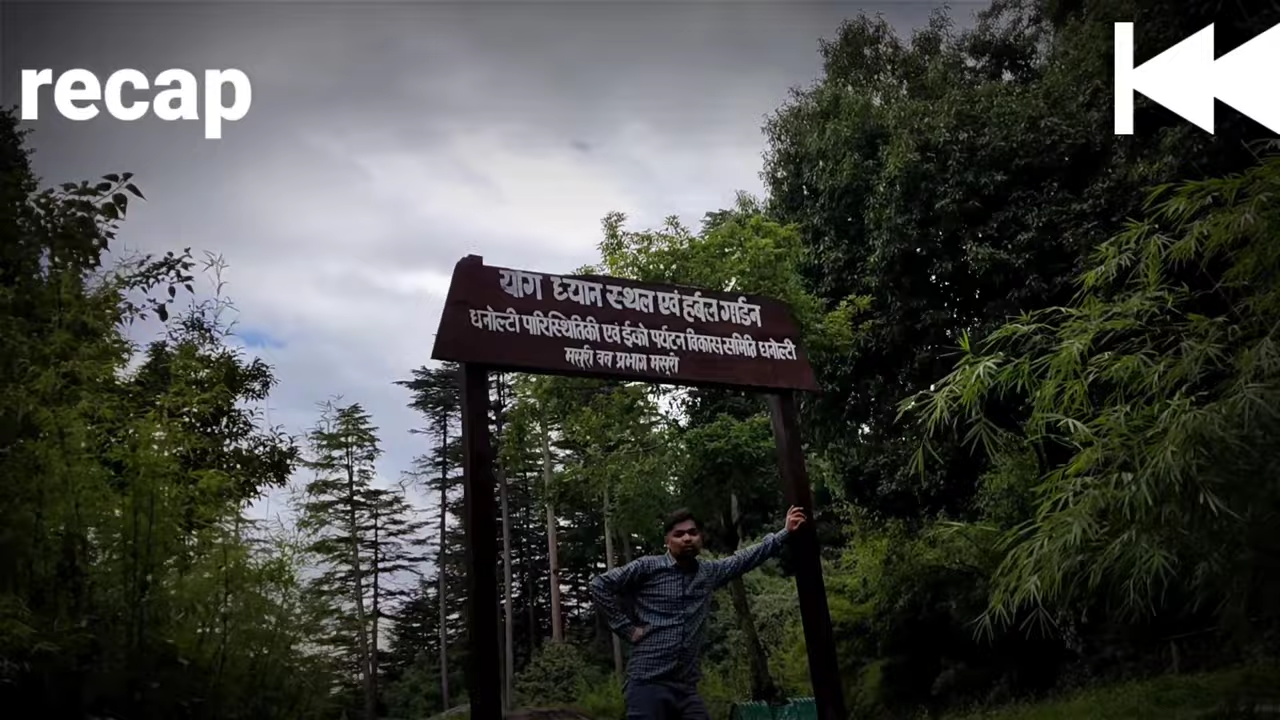 recap
योग ध्यान स्थल एवं हर्बल गार्डन
धनोल्टी पारिस्थितिकी एवं ईको पर्यटन विकास समिति धनोल्टी
मसूरी वन प्रभाग मसूरी